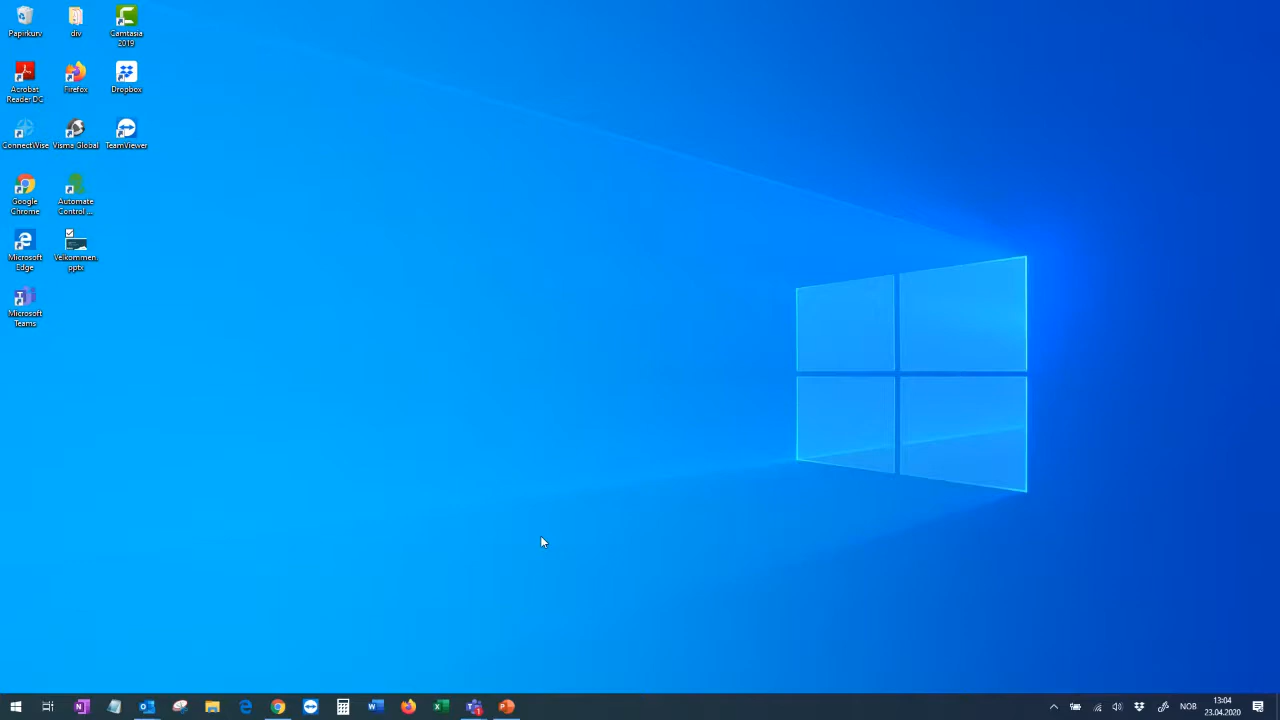 Papirkurv
div
Camtasia
2019
Acrobat
Reader DC
Firefox
Dropbox
ConnectWise
Visma Global
TeamViewer
Google
Chrome
Automate
Control ...
Microsoft
Edge
Velkommen.
pptx
Microsoft
Teams
NOB
13:04
23.04.2020